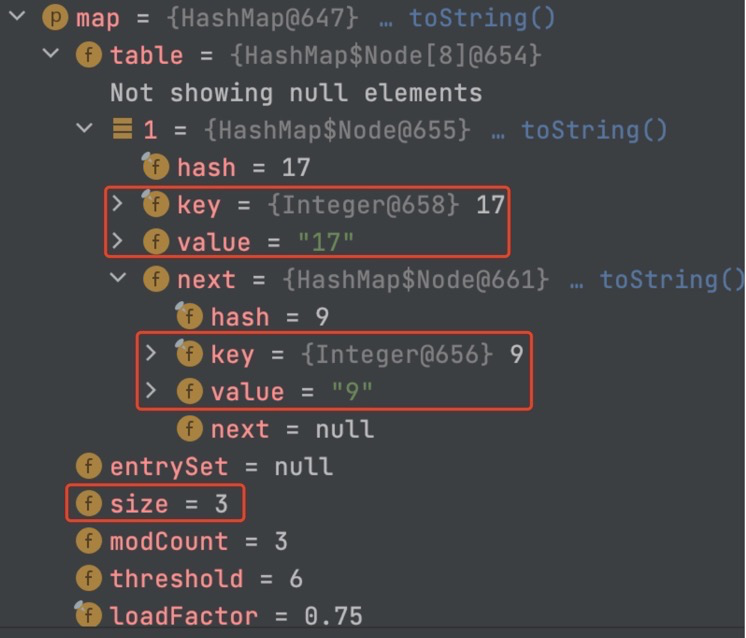 p map = {HashMap@647} … toString()
f table = {HashMap$Node[8]@654}
Not showing null elements
1 = {HashMap$Node@655} … toString()
f hash = 17
f key = {Integer@658} 17
f value = "17"
f next = {HashMap$Node@661} … toString()
f hash = 9
f key = {Integer@656} 9
f value = "9"
f next = null
f entrySet = null
f size = 3
f modCount = 3
f threshold = 6
f loadFactor = 0.75